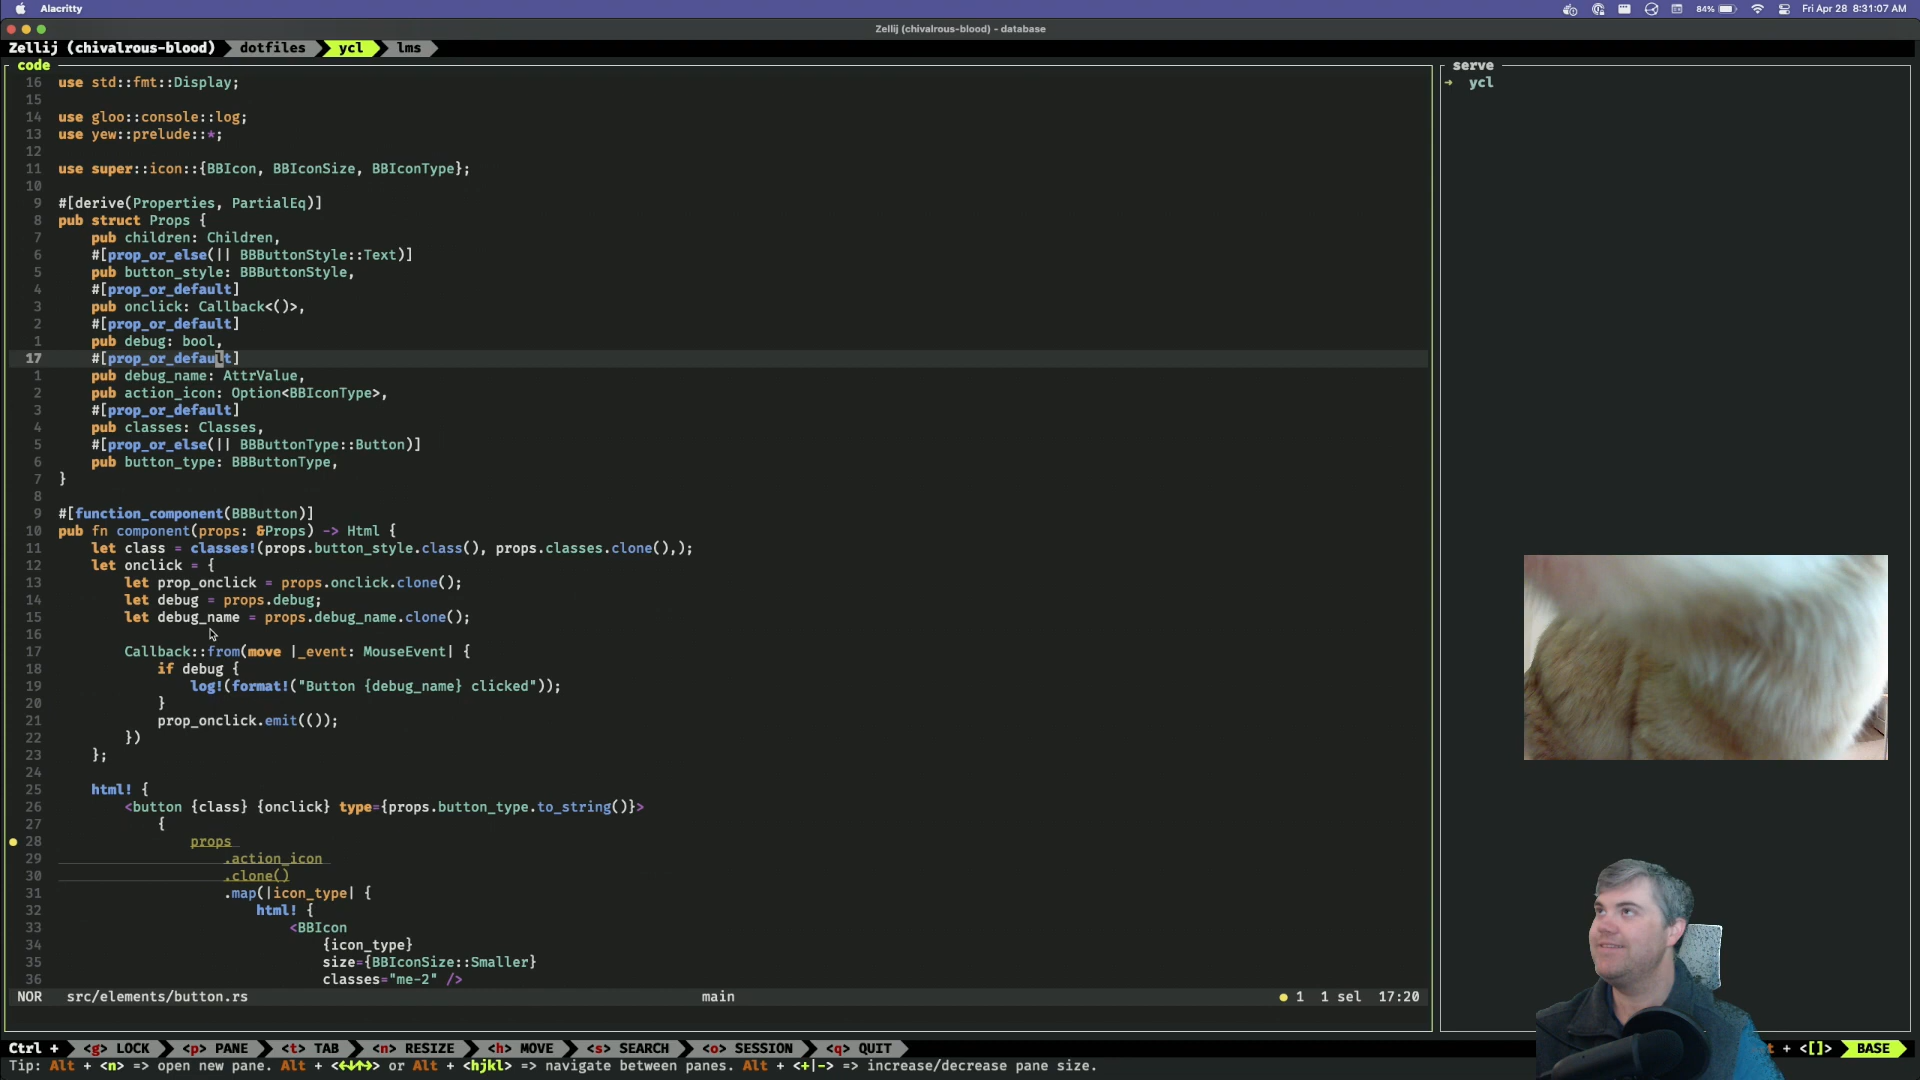 Alacritty
84%
Fri Apr 28 8:31:07 AM
Zellij (chivalrous-blood) - database
Zellij (chivalrous-blood) dotfiles ycl lms
code
16 use std::fmt::Display;
15
14 use gloo::console::log;
13 use yew::prelude::*;
12
11 use super::icon::{BBIcon, BBIconSize, BBIconType};
10
9 #[derive(Properties, PartialEq)]
8 pub struct Props {
7 pub children: Children,
6 #[prop_or_else(|| BBButtonStyle::Text)]
5 pub button_style: BBButtonStyle,
4 #[prop_or_default]
3 pub onclick: Callback<()>,
2 #[prop_or_default]
1 pub debug: bool,
17 #[prop_or_default]
1 pub debug_name: AttrValue,
2 pub action_icon: Option<BBIconType>,
3 #[prop_or_default]
4 pub classes: Classes,
5 #[prop_or_else(|| BBButtonType::Button)]
6 pub button_type: BBButtonType,
7 }
8
9 #[function_component(BBButton)]
10 pub fn component(props: &Props) -> Html {
11 let class = classes!(props.button_style.class(), props.classes.clone(),);
12 let onclick = {
13 let prop_onclick = props.onclick.clone();
14 let debug = props.debug;
15 let debug_name = props.debug_name.clone();
16
17 Callback::from(move |_event: MouseEvent| {
18 if debug {
19 log!(format!("Button {debug_name} clicked"));
20 }
21 prop_onclick.emit(());
22 })
23 };
24
25 html! {
26 <button {class} {onclick} type={props.button_type.to_string()}>
27 {
28 props
29 .action_icon
30 .clone()
31 .map(|icon_type| {
32 html! {
33 <BBIcon
34 {icon_type}
35 size={BBIconSize::Smaller}
36 classes="me-2" />
NOR src/elements/button.rs main 1 1 sel 17:20
serve
→ ycl
Ctrl + <g> LOCK <p> PANE <t> TAB <n> RESIZE <h> MOVE <s> SEARCH <o> SESSION <q> QUIT
t + <[]> BASE
Tip: Alt + <n> => open new pane. Alt + <←↓↑→> or Alt + <hjkl> => navigate between panes. Alt + <+|-> => increase/decrease pane size.